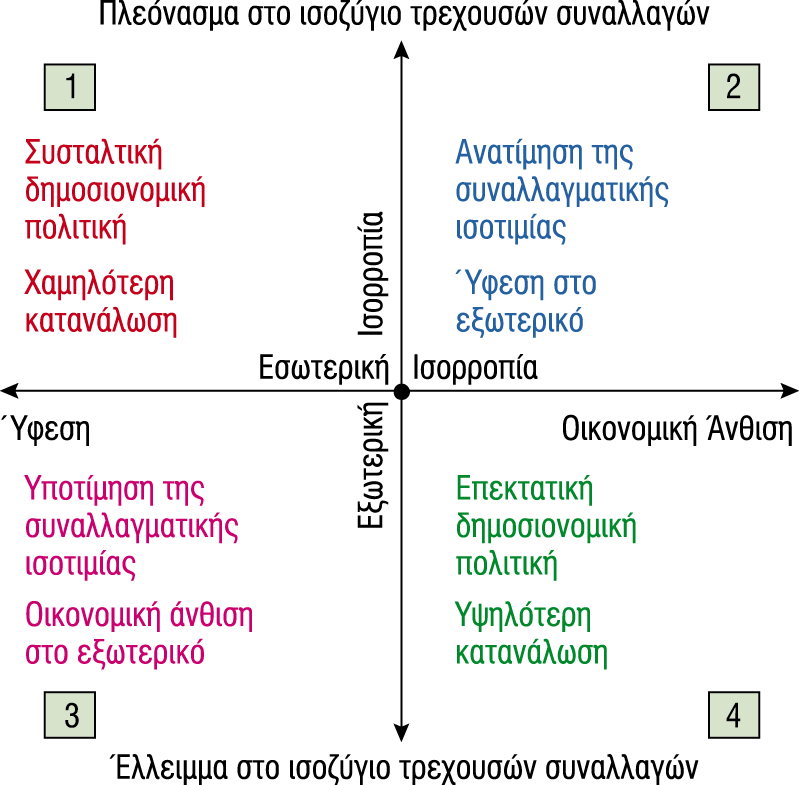 Πλεόνασμα στο ισοζύγιο τρεχουσών συναλλαγών
1
2
Συσταλτική
δημοσιονομική
πολιτική
Χαμηλότερη
κατανάλωση
Ανατίμηση της
συναλλαγματικής
ισοτιμίας
Ύφεση στο
εξωτερικό
Ισορροπία
Εσωτερική Ισορροπία
Εξωτερική
Ύφεση
Οικονομική Άνθιση
Υποτίμηση της
συναλλαγματικής
ισοτιμίας
Οικονομική άνθιση
στο εξωτερικό
Επεκτατική
δημοσιονομική
πολιτική
Υψηλότερη
κατανάλωση
3
4
Έλλειμμα στο ισοζύγιο τρεχουσών συναλλαγών